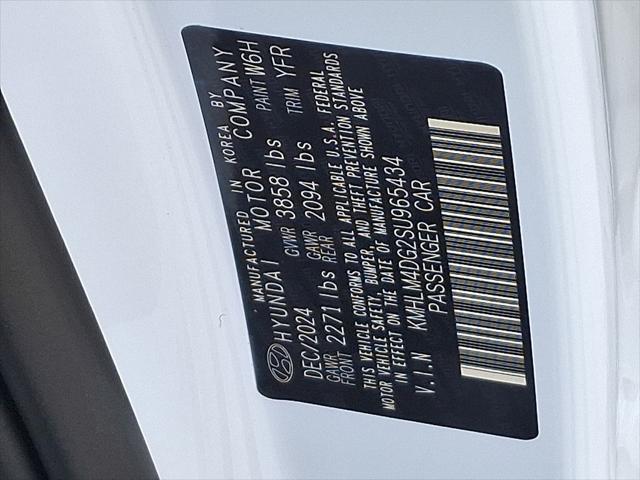 MANUFACTURED IN KOREA BY
HYUNDAI MOTOR COMPANY
DEC/2024 GVWR 3858 lbs PAINT W6H
GAWR FRONT 2271 lbs GAWR REAR 2094 lbs TRIM YFR
THIS VEHICLE CONFORMS TO ALL APPLICABLE U.S.A. FEDERAL
MOTOR VEHICLE SAFETY, BUMPER, AND THEFT PREVENTION STANDARDS
IN EFFECT ON THE DATE OF MANUFACTURE SHOWN ABOVE
V.I.N KMHLM4DG2SU965434
PASSENGER CAR